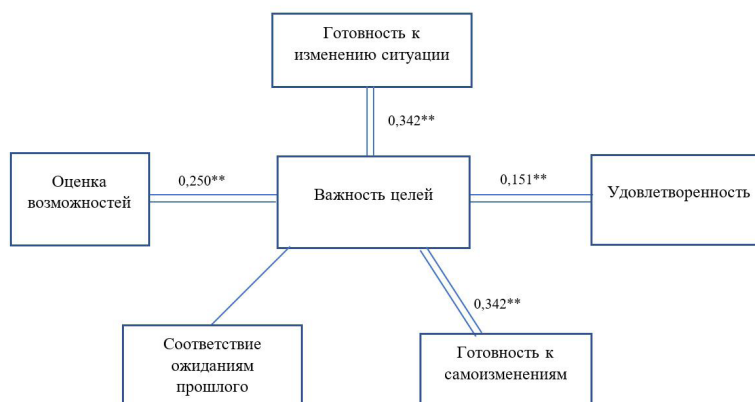 Готовность к
изменению ситуации
0,342**
Оценка
возможностей
0,250**
Важность целей
0,151**
Удовлетворенность
0,342**
Соответствие
ожиданиям
прошлого
Готовность к
самоизменениям